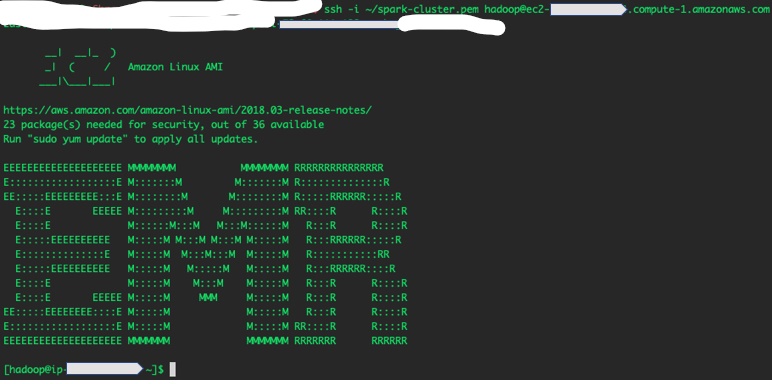 ssh -i ~/spark-cluster.pem hadoop@ec2- .compute-1.amazonaws.com
__|  __|_  )
_|  (     /   Amazon Linux AMI
___|\___|___|
https://aws.amazon.com/amazon-linux-ami/2018.03-release-notes/
23 package(s) needed for security, out of 36 available
Run "sudo yum update" to apply all updates.
EEEEEEEEEEEEEEEEEEEE MMMMMMMM           MMMMMMMM RRRRRRRRRRRRRRR
E::::::::::::::::::E M:::::::M         M:::::::M R::::::::::::::R
EE:::::EEEEEEEEE:::E M::::::::M       M::::::::M R:::::RRRRRR:::::R
  E::::E       EEEEE M:::::::::M     M:::::::::M RR::::R      R::::R
  E::::E             M::::::M:::M   M:::M::::::M   R:::R      R::::R
  E:::::EEEEEEEEEE   M:::::M M:::M M:::M M:::::M   R:::RRRRRR:::::R
  E::::::::::::::E   M:::::M  M:::M:::M  M:::::M   R:::::::::::RR
  E:::::EEEEEEEEEE   M:::::M   M:::::M   M:::::M   R:::RRRRRR::::R
  E::::E             M:::::M    M:::M    M:::::M   R:::R      R::::R
  E::::E       EEEEE M:::::M     MMM     M:::::M   R:::R      R::::R
EE:::::EEEEEEEE::::E M:::::M             M:::::M   R:::R      R::::R
E::::::::::::::::::E M:::::M             M:::::M RR::::R      R::::R
EEEEEEEEEEEEEEEEEEEE MMMMMMM             MMMMMMM RRRRRRR      RRRRRR
[hadoop@ip- ~]$